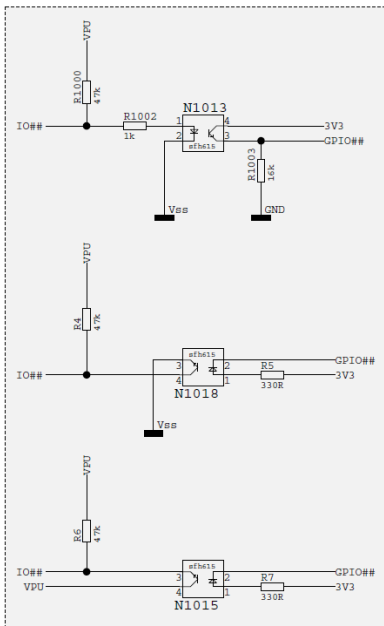 VPU
R1000
47k
IO##
R1002
1k
N1013
1
2
4
3
sfh615
3V3
GPIO##
R1003
16k
Vss
GND
VPU
R4
47k
IO##
sfh615
3
4
2
1
N1018
R5
330R
GPIO##
3V3
Vss
VPU
R6
47k
IO##
VPU
sfh615
3
4
2
1
N1015
R7
330R
GPIO##
3V3